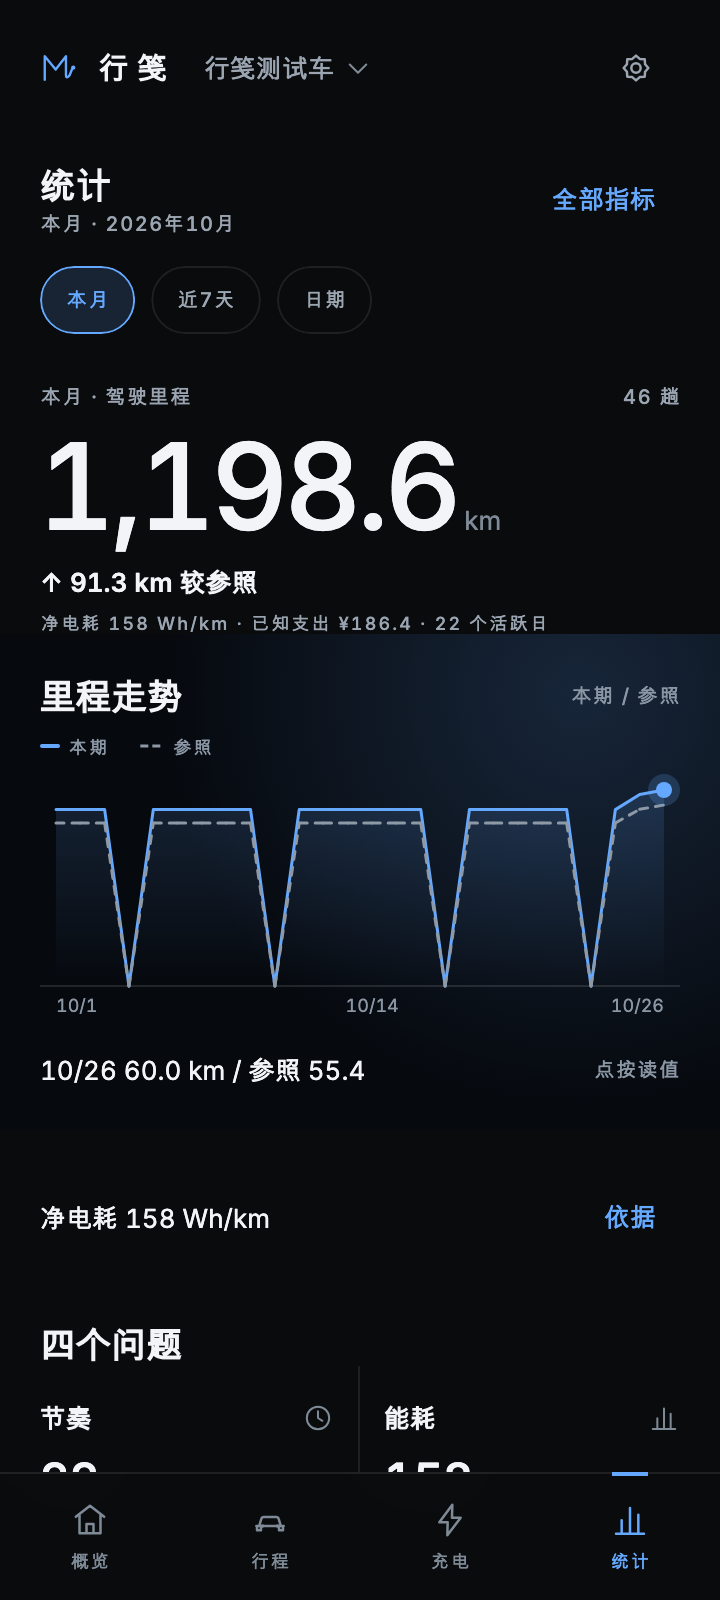 行笺 行笺测试车
统计
全部指标
本月 · 2026年10月
本月 近7天 日期
本月 · 驾驶里程 46 趟
1,198.6 km
↑ 91.3 km 较参照
净电耗 158 Wh/km · 已知支出 ¥186.4 · 22 个活跃日
里程走势 本期 / 参照
本期 参照
10/1 10/14 10/26
10/26 60.0 km / 参照 55.4 点按读值
净电耗 158 Wh/km 依据
四个问题
节奏 能耗
概览 行程 充电 统计